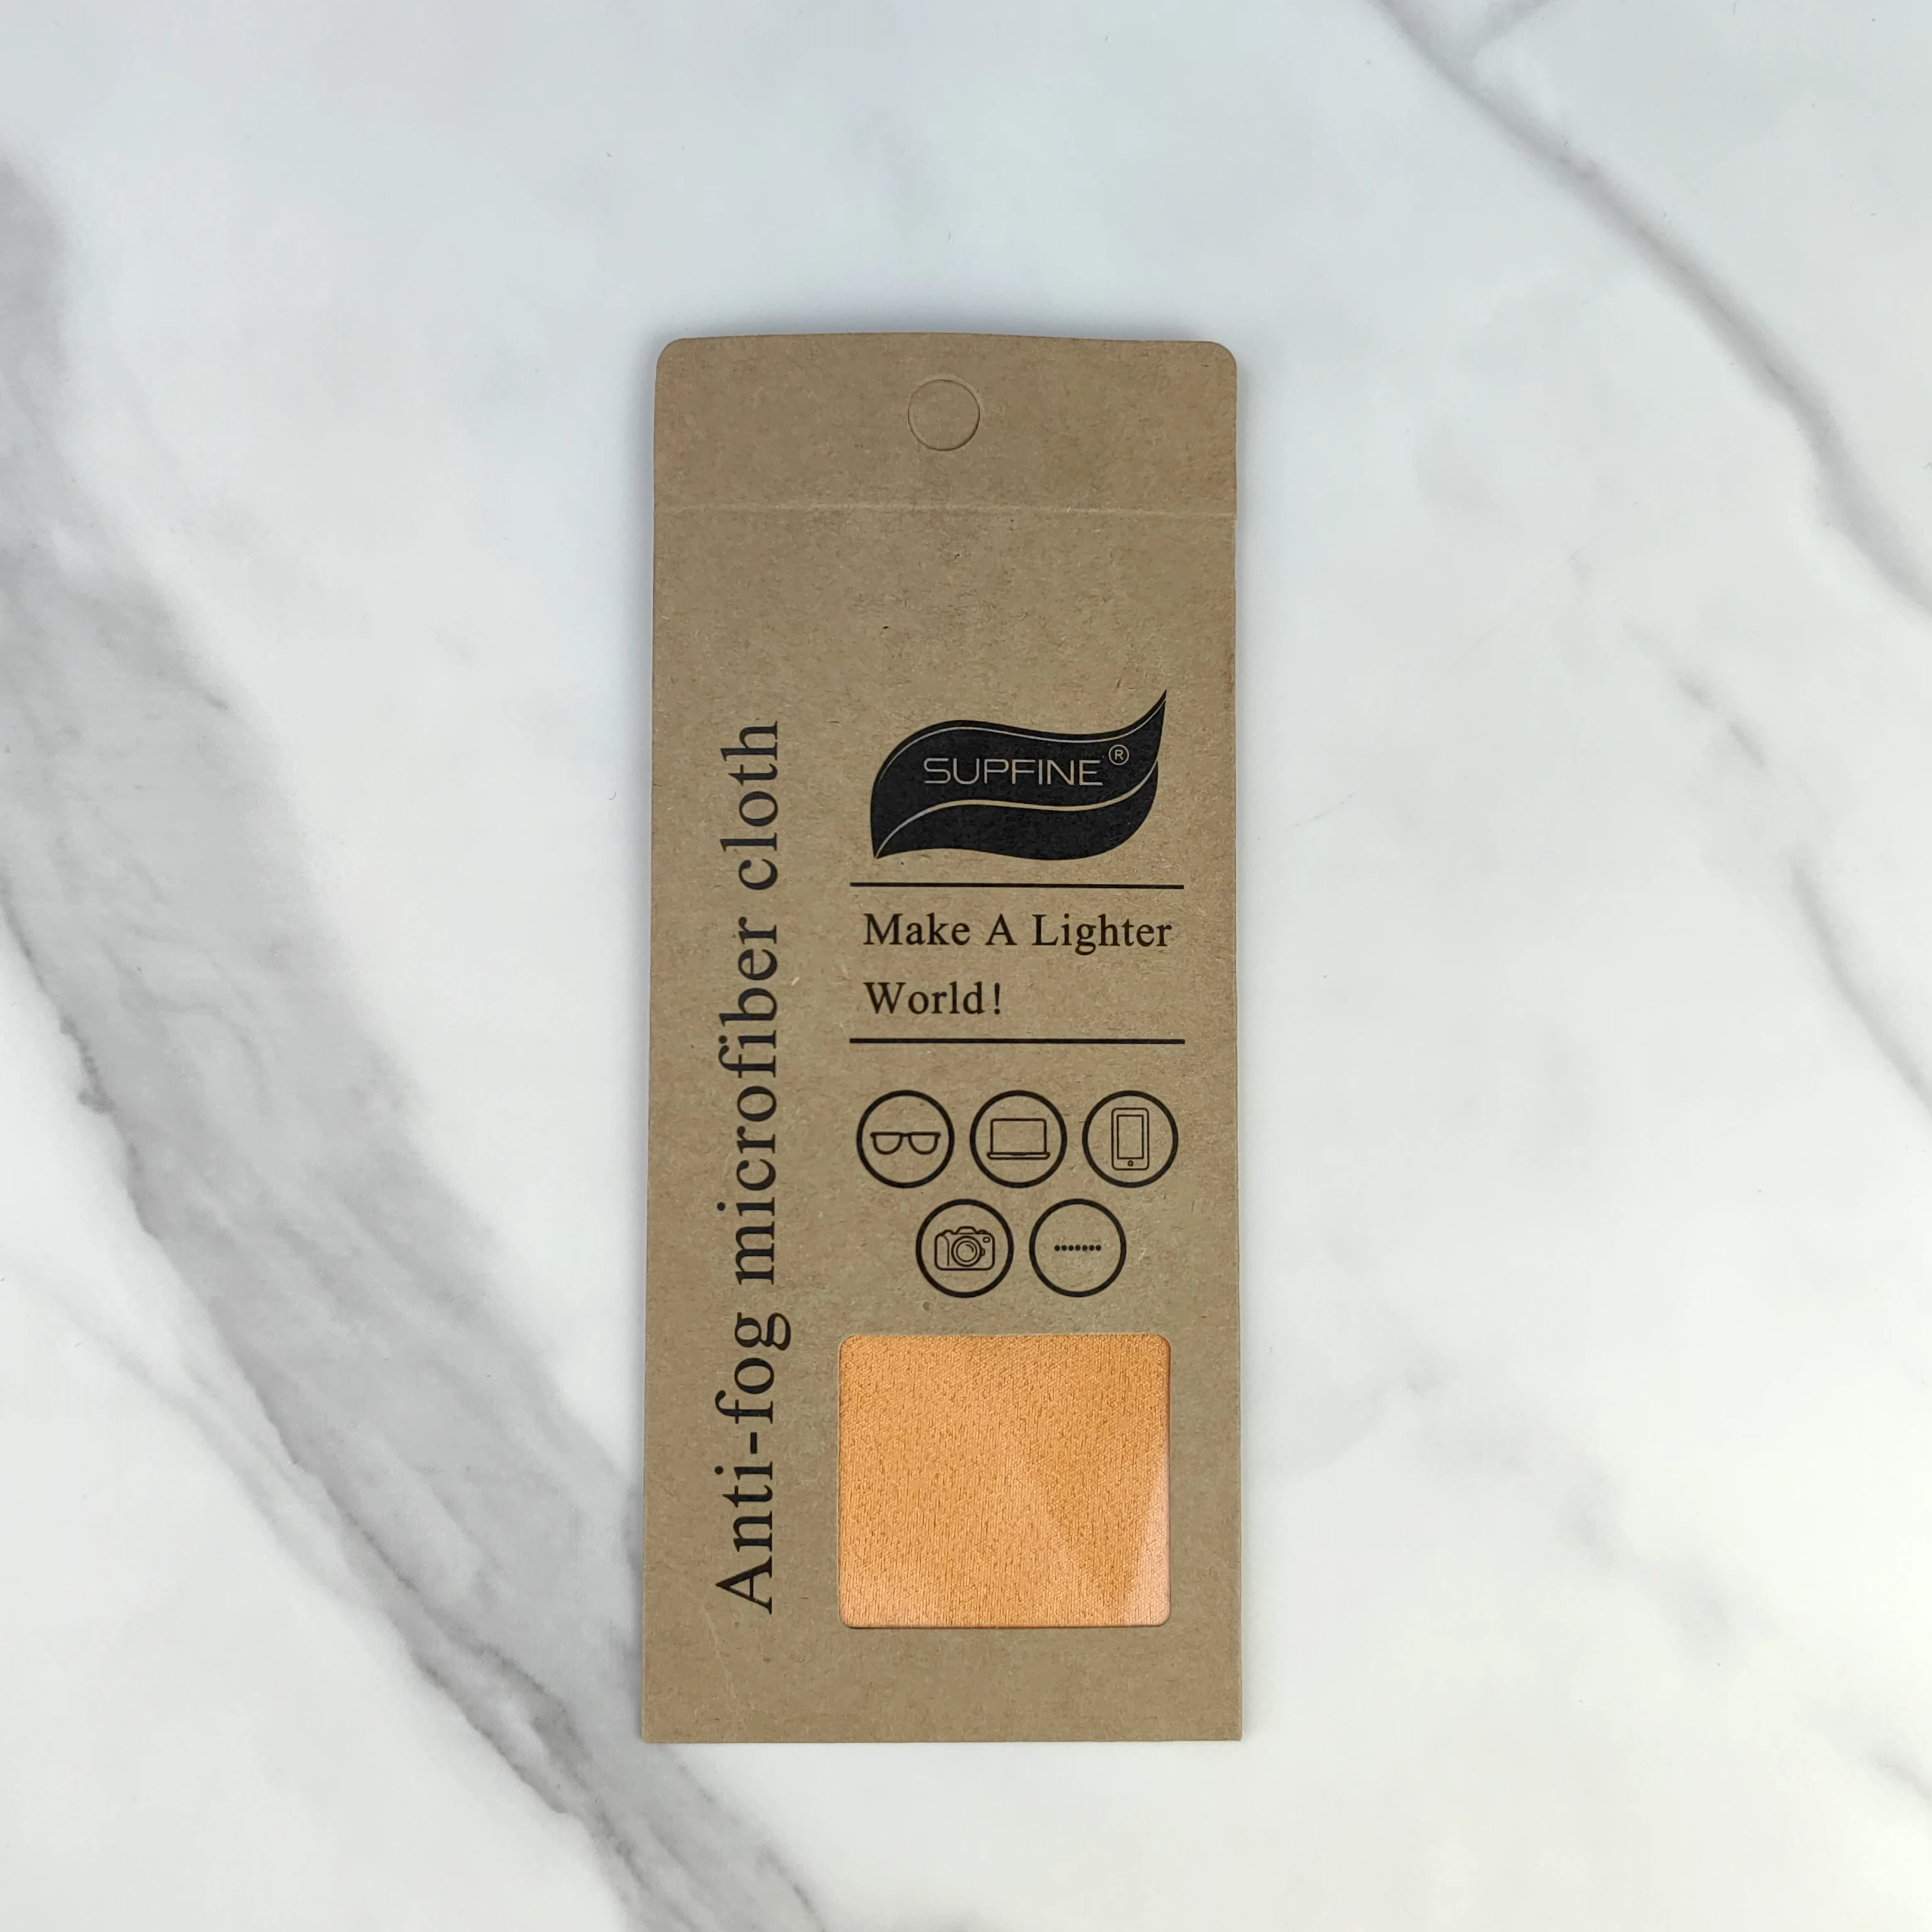 SUPFINE®
Make A Lighter
World!
Anti-fog microfiber cloth